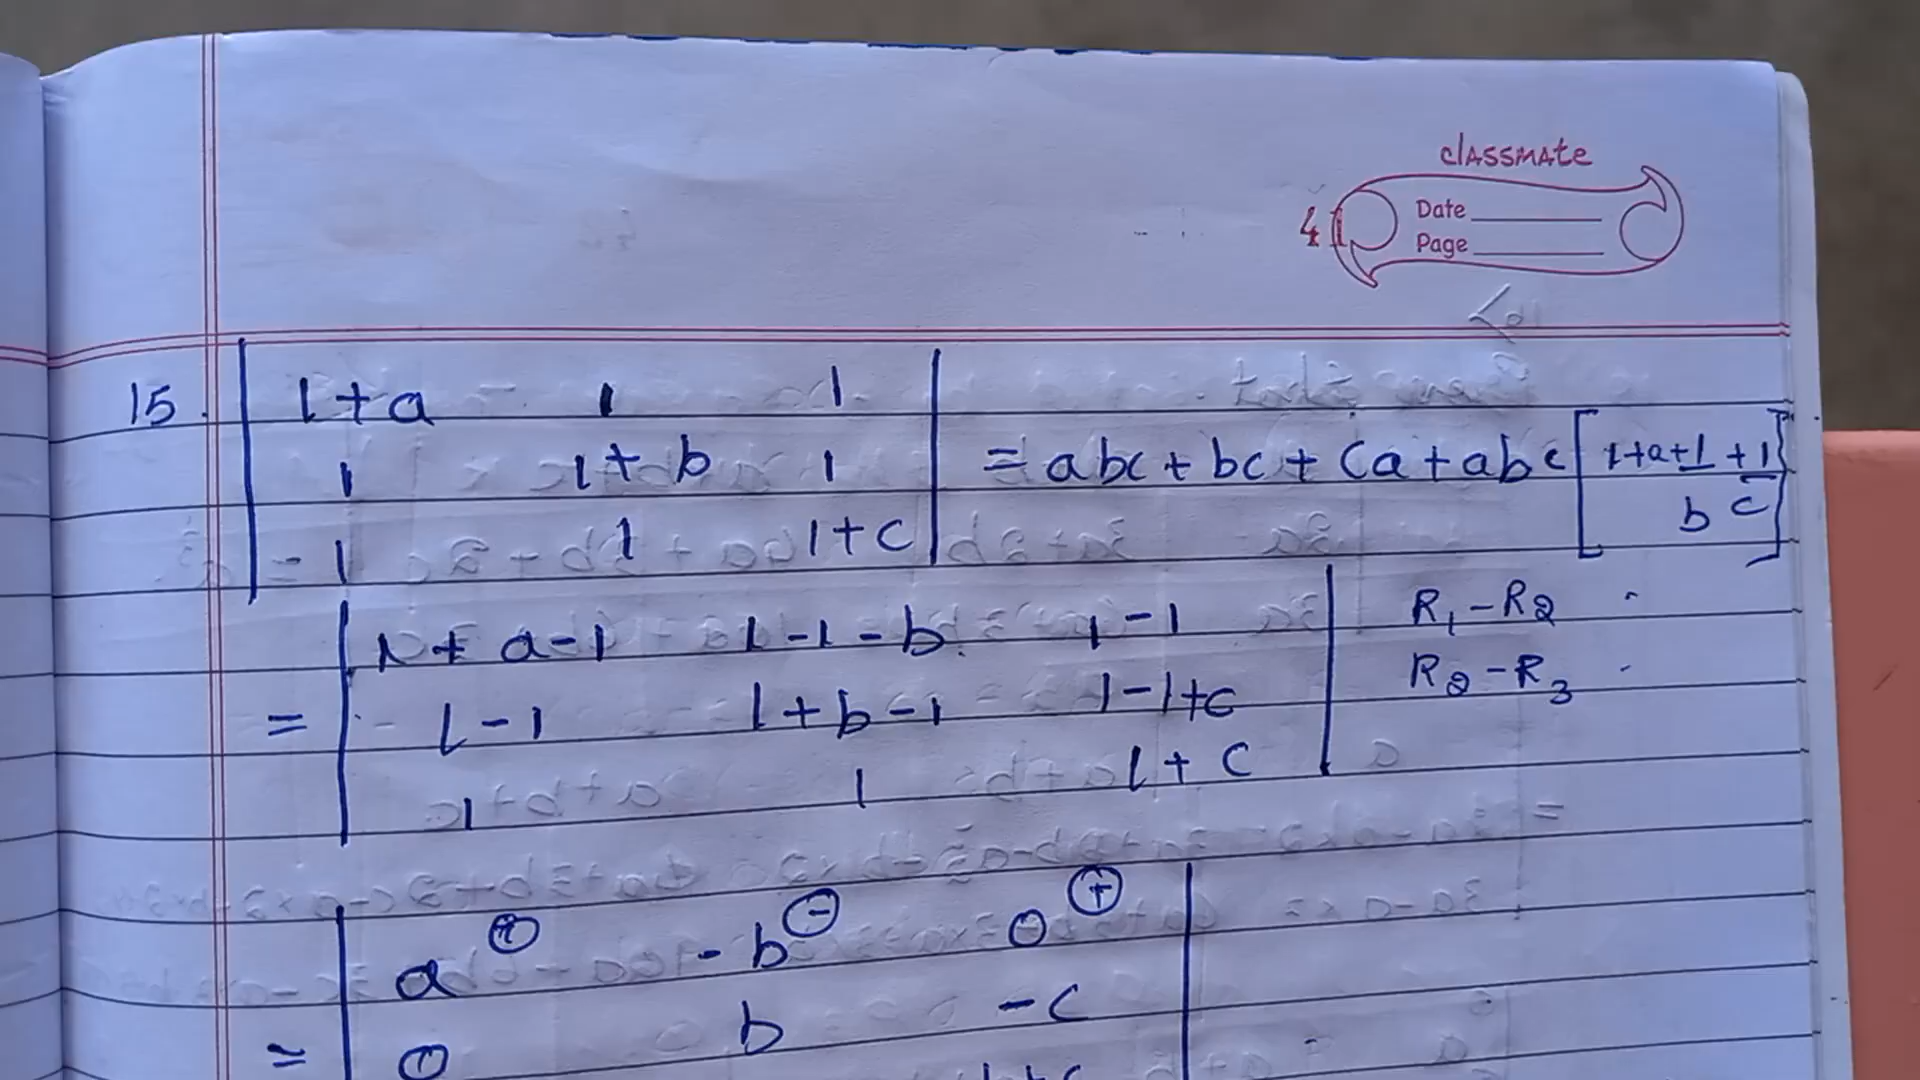 classmate
41
Date
Page
15. | 1+a 1 1 |
| 1 1+b 1 | = abc + bc + ca + abc [ 1+a+1/b + 1/c ]
| 1 1 1+c |
| 1+a-1 1-1-b 1-1 | R₁-R₂
= | 1-1 1+b-1 1-1+c | R₂-R₃
| 1 1 1+c |
| a ⊕ -b ⊖ 0 ⊕ |
= | 0 b -c |
1+c